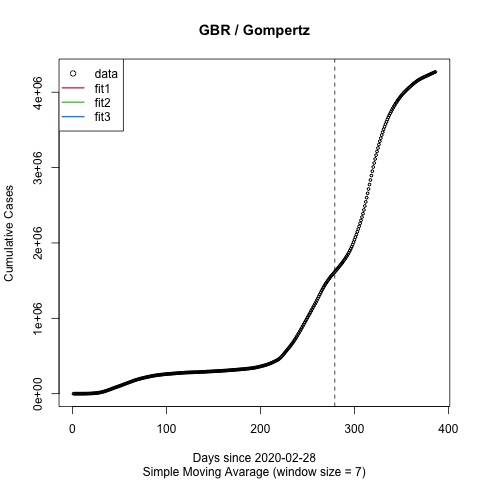 GBR / Gompertz
data
fit1
fit2
fit3
Cumulative Cases
0e+00
1e+06
2e+06
3e+06
4e+06
0
100
200
300
400
Days since 2020-02-28
Simple Moving Avarage (window size = 7)